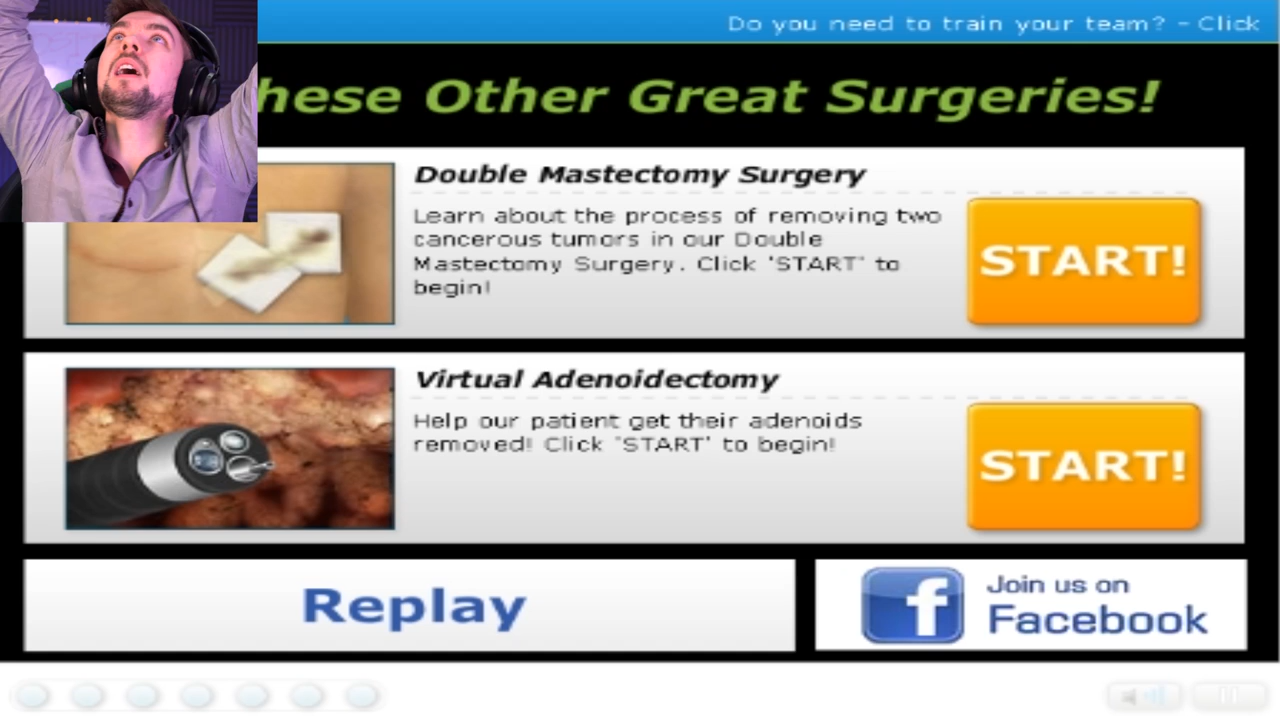 Do you need to train your team? - Click
hese Other Great Surgeries!
Double Mastectomy Surgery
Learn about the process of removing two
cancerous tumors in our Double
Mastectomy Surgery. Click 'START' to
begin!
START!
Virtual Adenoidectomy
Help our patient get their adenoids
removed! Click 'START' to begin!
START!
Replay
f
Join us on
Facebook